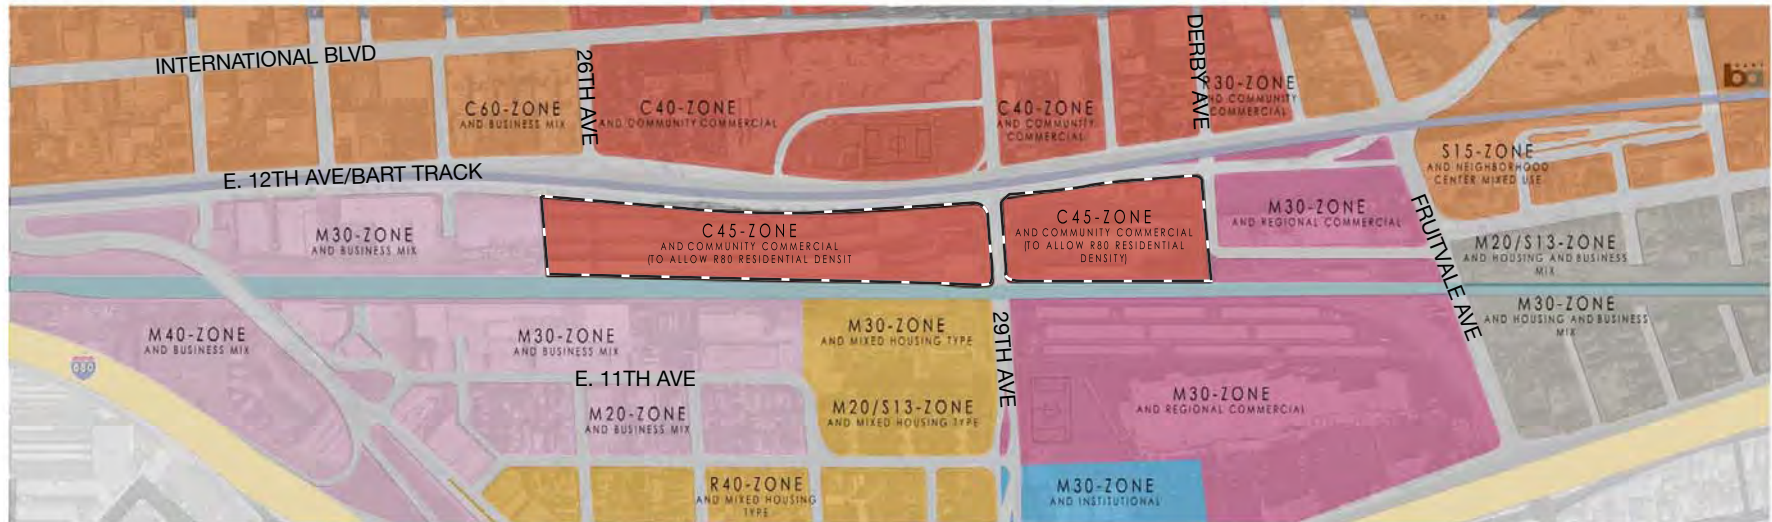 INTERNATIONAL BLVD
26TH AVE
DERBY AVE
C60-ZONE
AND BUSINESS MIX
C40-ZONE
AND COMMUNITY COMMERCIAL
C40-ZONE
AND COMMUNITY
COMMERCIAL
R30-ZONE
AND COMMUNITY
COMMERCIAL
ba
E. 12TH AVE/BART TRACK
S15-ZONE
AND NEIGHBORHOOD
CENTER MIXED USE
M30-ZONE
AND BUSINESS MIX
C45-ZONE
AND COMMUNITY COMMERCIAL
(TO ALLOW R80 RESIDENTIAL DENSIT
C45-ZONE
AND COMMUNITY COMMERCIAL
(TO ALLOW R80 RESIDENTIAL
DENSITY)
M30-ZONE
AND REGIONAL COMMERCIAL
FRUITVALE AVE
M20/S13-ZONE
AND HOUSING AND BUSINESS
MIX
M40-ZONE
AND BUSINESS MIX
M30-ZONE
AND BUSINESS MIX
M30-ZONE
AND MIXED HOUSING TYPE
29TH AVE
M30-ZONE
AND HOUSING AND BUSINESS
MIX
880
E. 11TH AVE
M20-ZONE
AND BUSINESS MIX
M20/S13-ZONE
AND MIXED HOUSING TYPE
M30-ZONE
AND REGIONAL COMMERCIAL
R40-ZONE
AND MIXED HOUSING
TYPE
M30-ZONE
AND INSTITUTIONAL